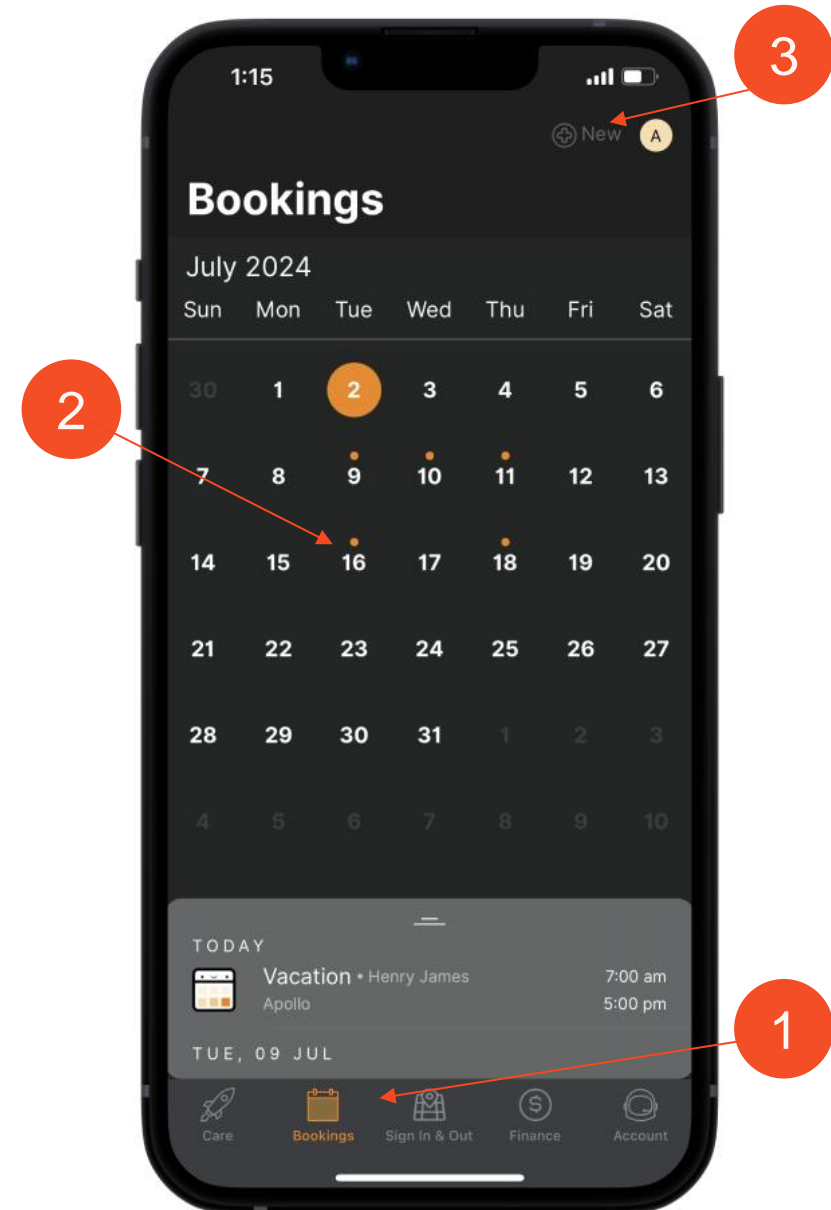 3
1:15
New A
Bookings
July 2024
Sun Mon Tue Wed Thu Fri Sat
30 1 2 3 4 5 6
2
7 8 9 10 11 12 13
14 15 16 17 18 19 20
21 22 23 24 25 26 27
28 29 30 31 1 2 3
4 5 6 7 8 9 10
TODAY
Vacation • Henry James 7:00 am
Apollo 5:00 pm
1
TUE, 09 JUL
Care Bookings Sign In & Out Finance Account